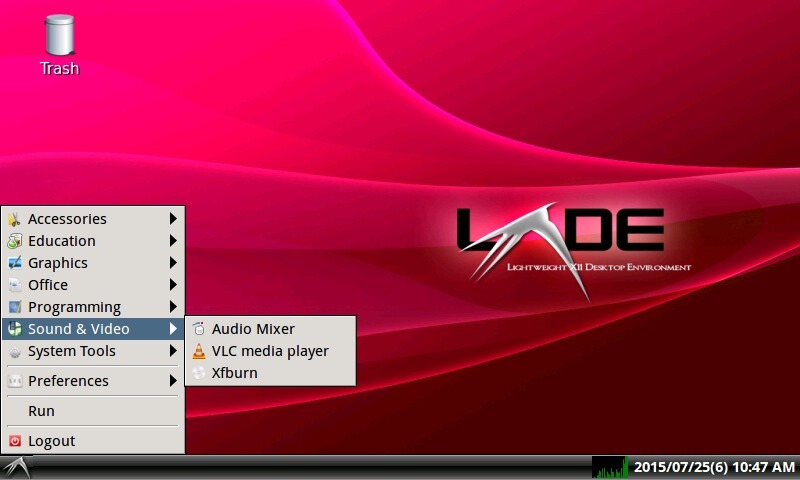 Trash
LXDE
Lightweight X11 Desktop Environment
Accessories
Education
Graphics
Office
Programming
Sound & Video
System Tools
Preferences
Run
Logout
Audio Mixer
VLC media player
Xfburn
2015/07/25(6) 10:47 AM